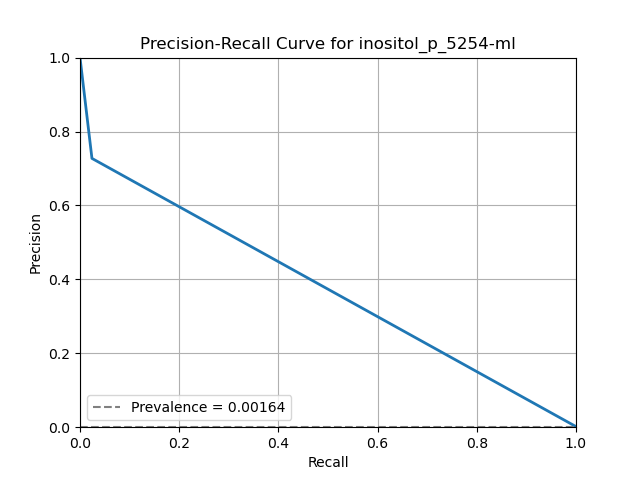 Precision-Recall Curve for inositol_p_5254-ml
1.0
0.8
0.6
0.4
0.2
0.0
Precision
Prevalence = 0.00164
0.0 0.2 0.4 0.6 0.8 1.0
Recall